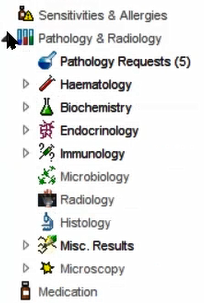 Sensitivities & Allergies
Pathology & Radiology
Pathology Requests (5)
Haematology
Biochemistry
Endocrinology
Immunology
Microbiology
Radiology
Histology
Misc. Results
Microscopy
Medication